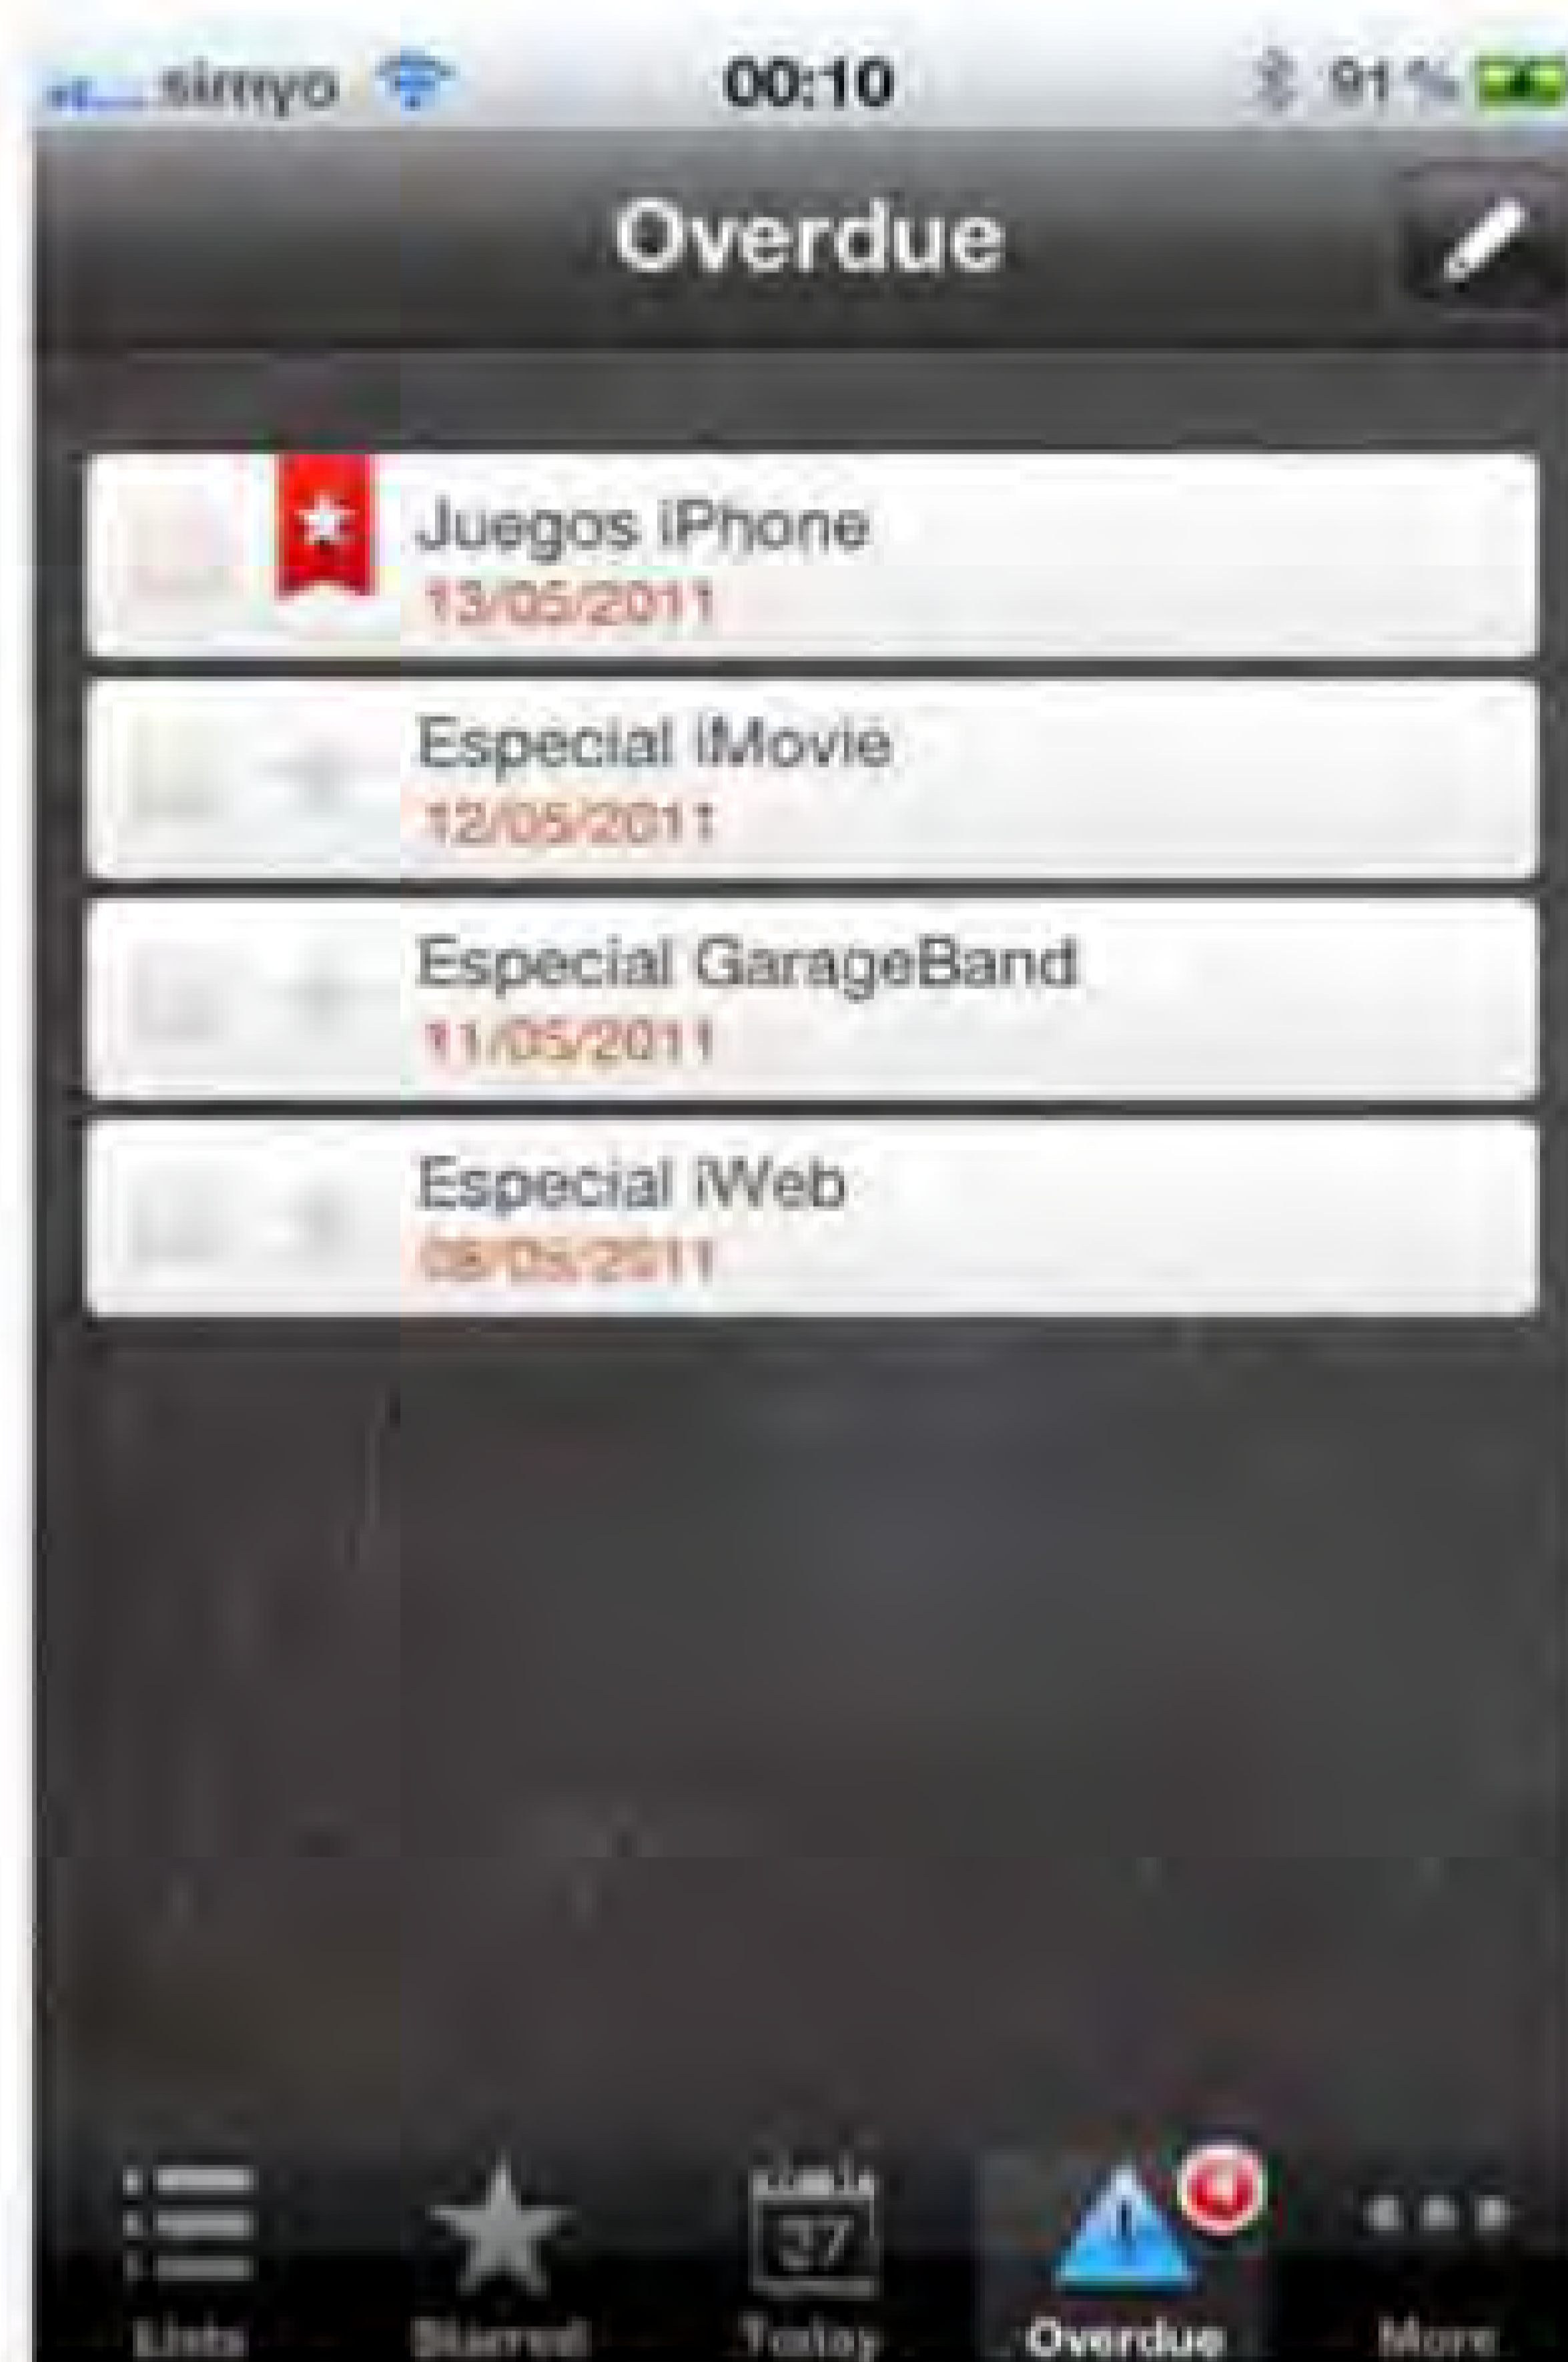 simyo 00:10 91 %
Overdue
Juegos iPhone
13/05/2011
Especial iMovie
12/05/2011
Especial GarageBand
11/05/2011
Especial iWeb
4
Lists Starred Today Overdue More